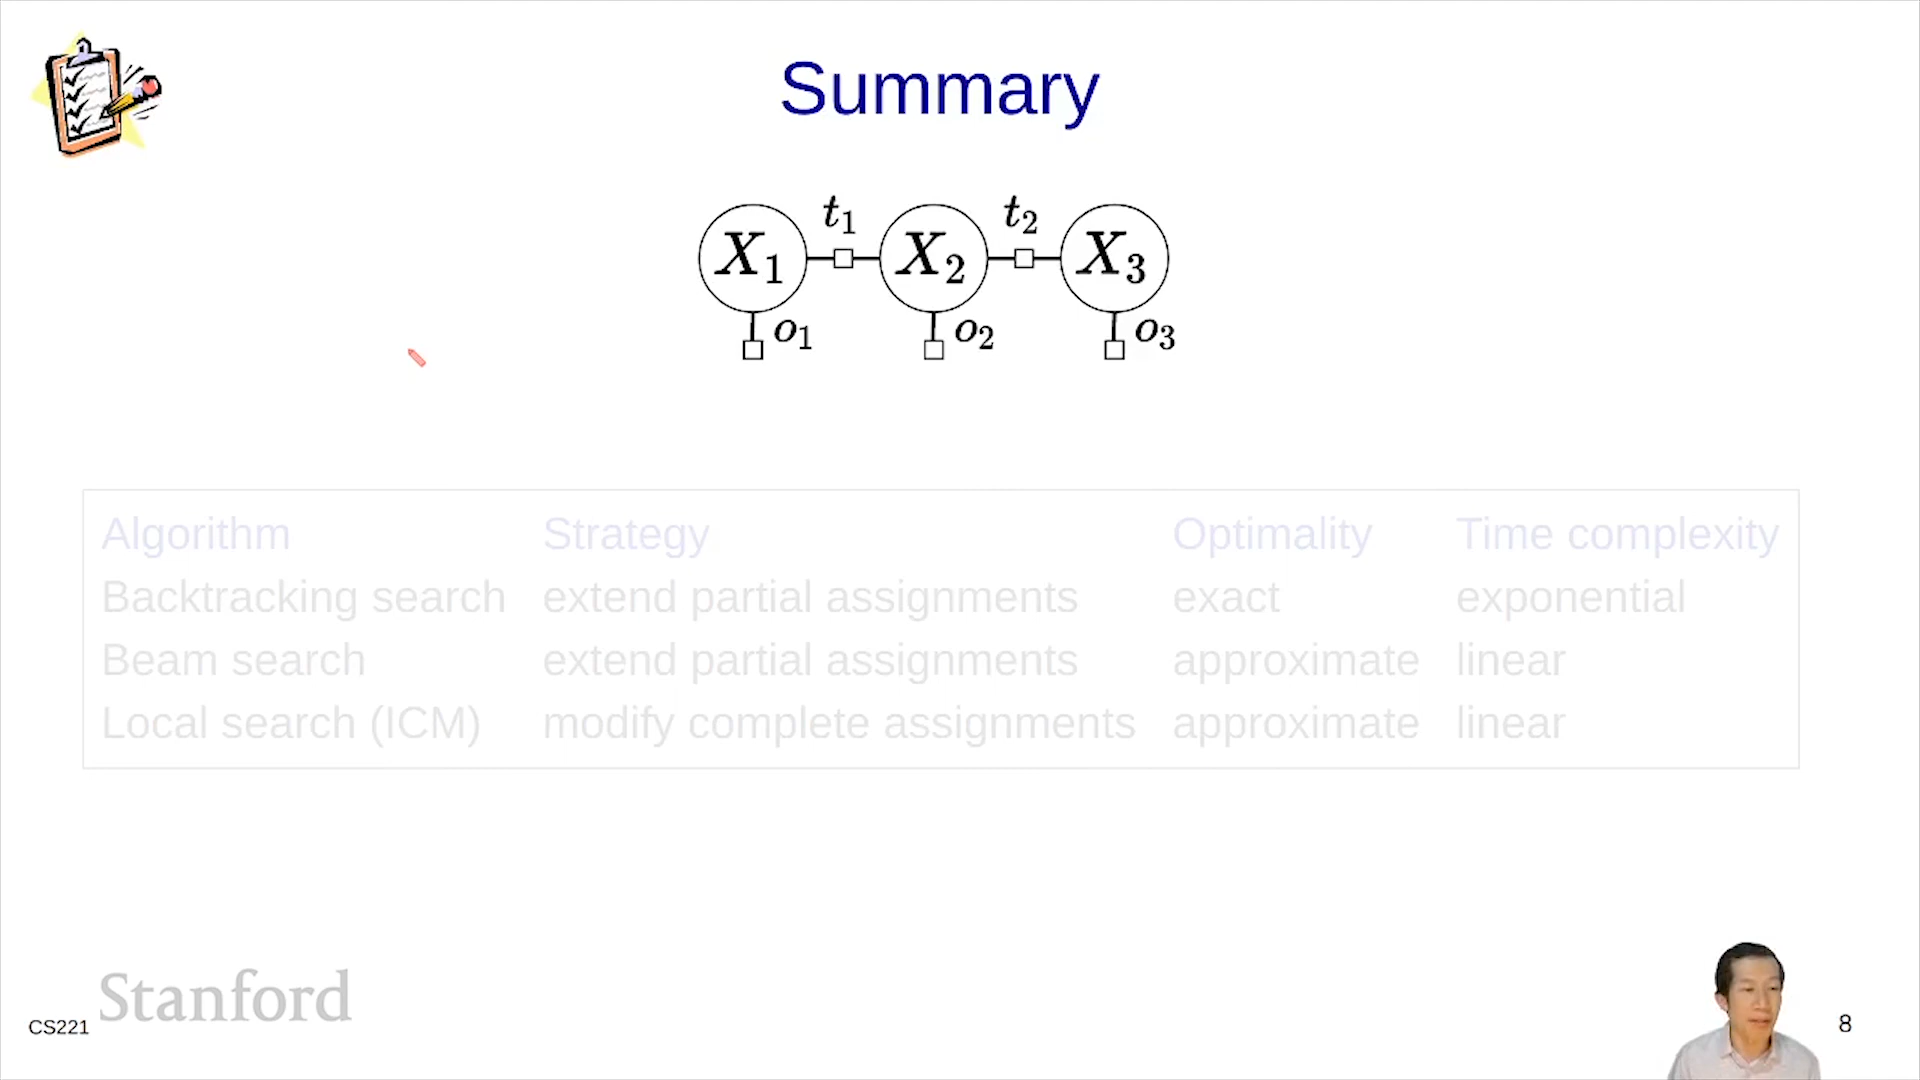 Summary
t1 t2
X1 X2 X3
o1 o2 o3
Algorithm Strategy Optimality Time complexity
Backtracking search extend partial assignments exact exponential
Beam search extend partial assignments approximate linear
Local search (ICM) modify complete assignments approximate linear
Stanford
CS221
8